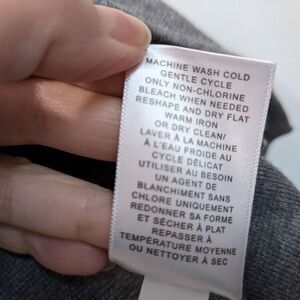 MACHINE WASH COLD
GENTLE CYCLE
ONLY NON-CHLORINE
BLEACH WHEN NEEDED
RESHAPE AND DRY FLAT
WARM IRON
OR DRY CLEAN/
LAVER À LA MACHINE
À L'EAU FROIDE AU
CYCLE DÉLICAT
UTILISER AU BESOIN
UN AGENT DE
BLANCHIMENT SANS
CHLORE UNIQUEMENT
REDONNER SA FORME
ET SÉCHER À PLAT
REPASSER À
TEMPÉRATURE MOYENNE
OU NETTOYER À SEC